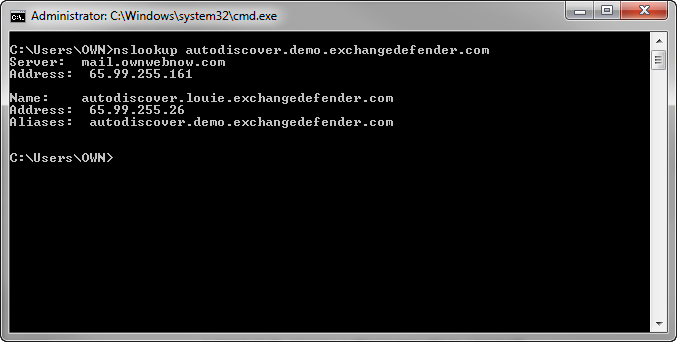 Administrator: C:\Windows\system32\cmd.exe
C:\Users\OWN>nslookup autodiscover.demo.exchangedefender.com
Server:  mail.ownwebnow.com
Address:  65.99.255.161
Name:    autodiscover.louie.exchangedefender.com
Address:  65.99.255.26
Aliases:  autodiscover.demo.exchangedefender.com
C:\Users\OWN>